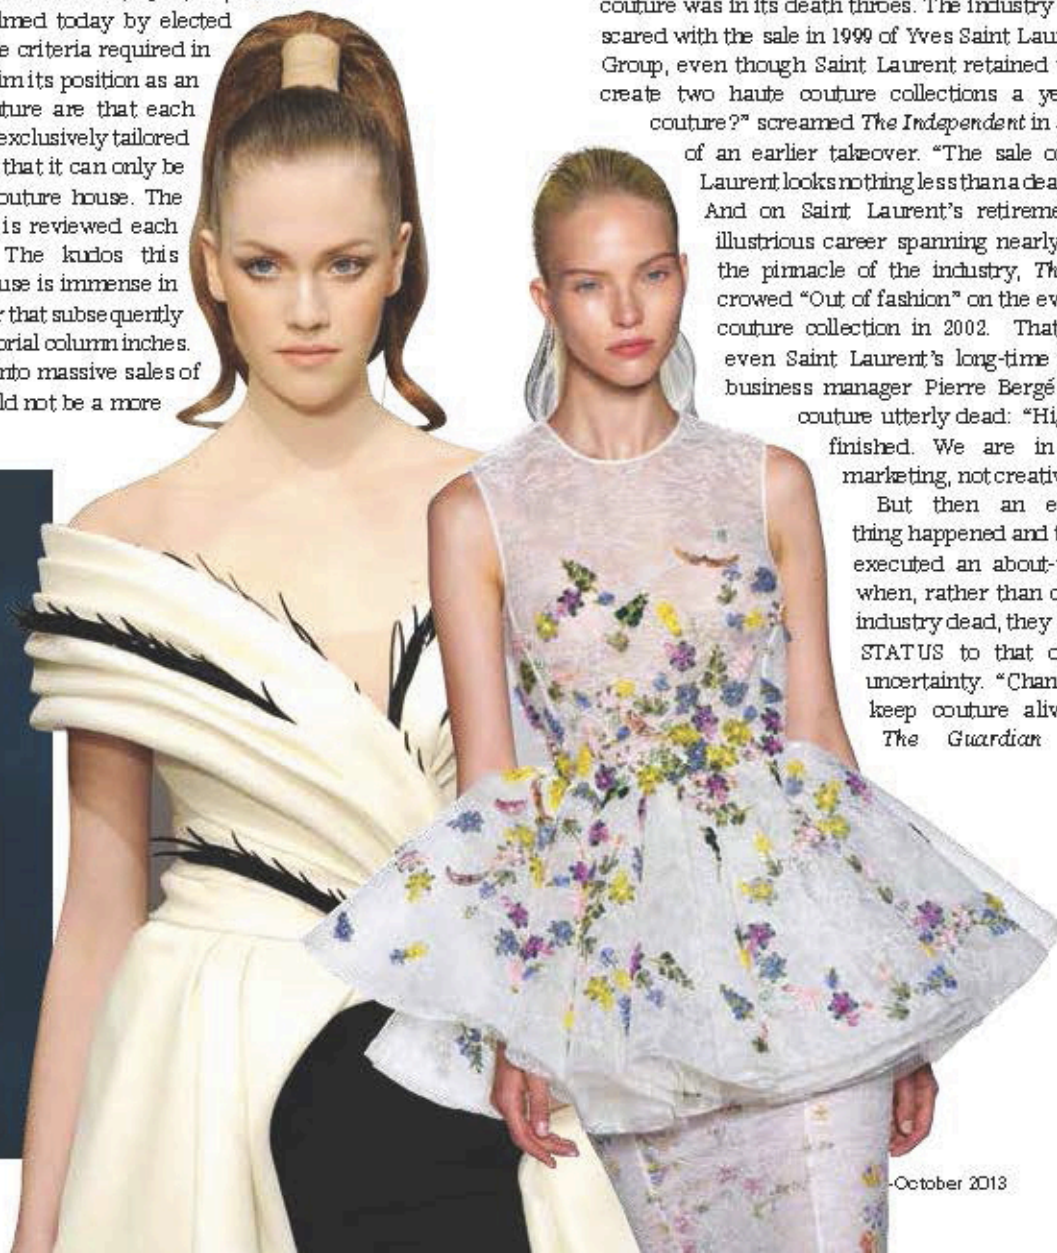 lmed today by elected
e criteria required in
im its position as an
ture are that each
exclusively tailored
that it can only be
outure house. The
is reviewed each
The kudos this
use is immense in
r that subsequently
orial column inches.
nto massive sales of
ld not be a more
couture was in its death throes. The industry
scared with the sale in 1999 of Yves Saint Lau
Group, even though Saint Laurent retained
create two haute couture collections a ye
couture?” screamed The Independent in
of an earlier takeover. “The sale o
Laurent looks nothing less than a dea
And on Saint Laurent’s retireme
illustrious career spanning nearly
the pinnacle of the industry, Th
crowed “Out of fashion” on the ev
couture collection in 2002. That
even Saint Laurent’s long-time
business manager Pierre Bergé
couture utterly dead: “Hi
finished. We are in
marketing, not creativ
But then an e
thing happened and t
executed an about-
when, rather than
industry dead, they
STATUS to that
uncertainty. “Chan
keep couture aliv
The Guardian
-October 2013